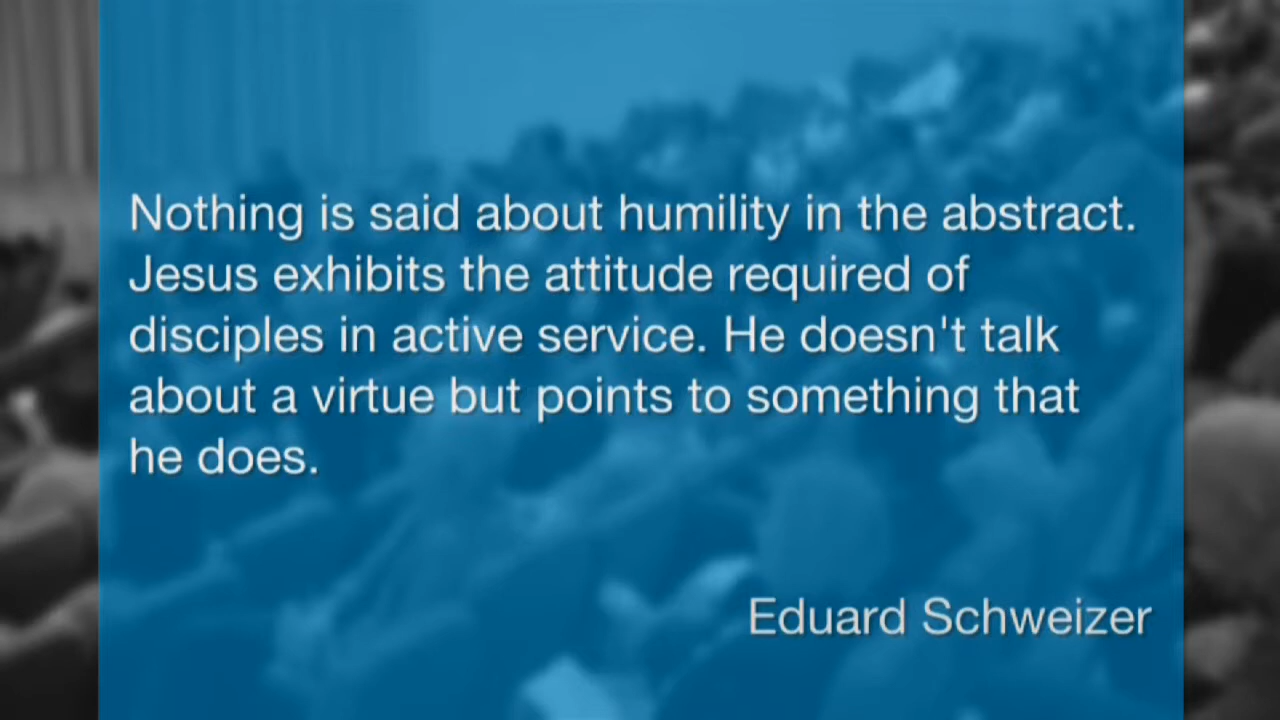 Nothing is said about humility in the abstract.
Jesus exhibits the attitude required of
disciples in active service. He doesn't talk
about a virtue but points to something that
he does.
Eduard Schweizer